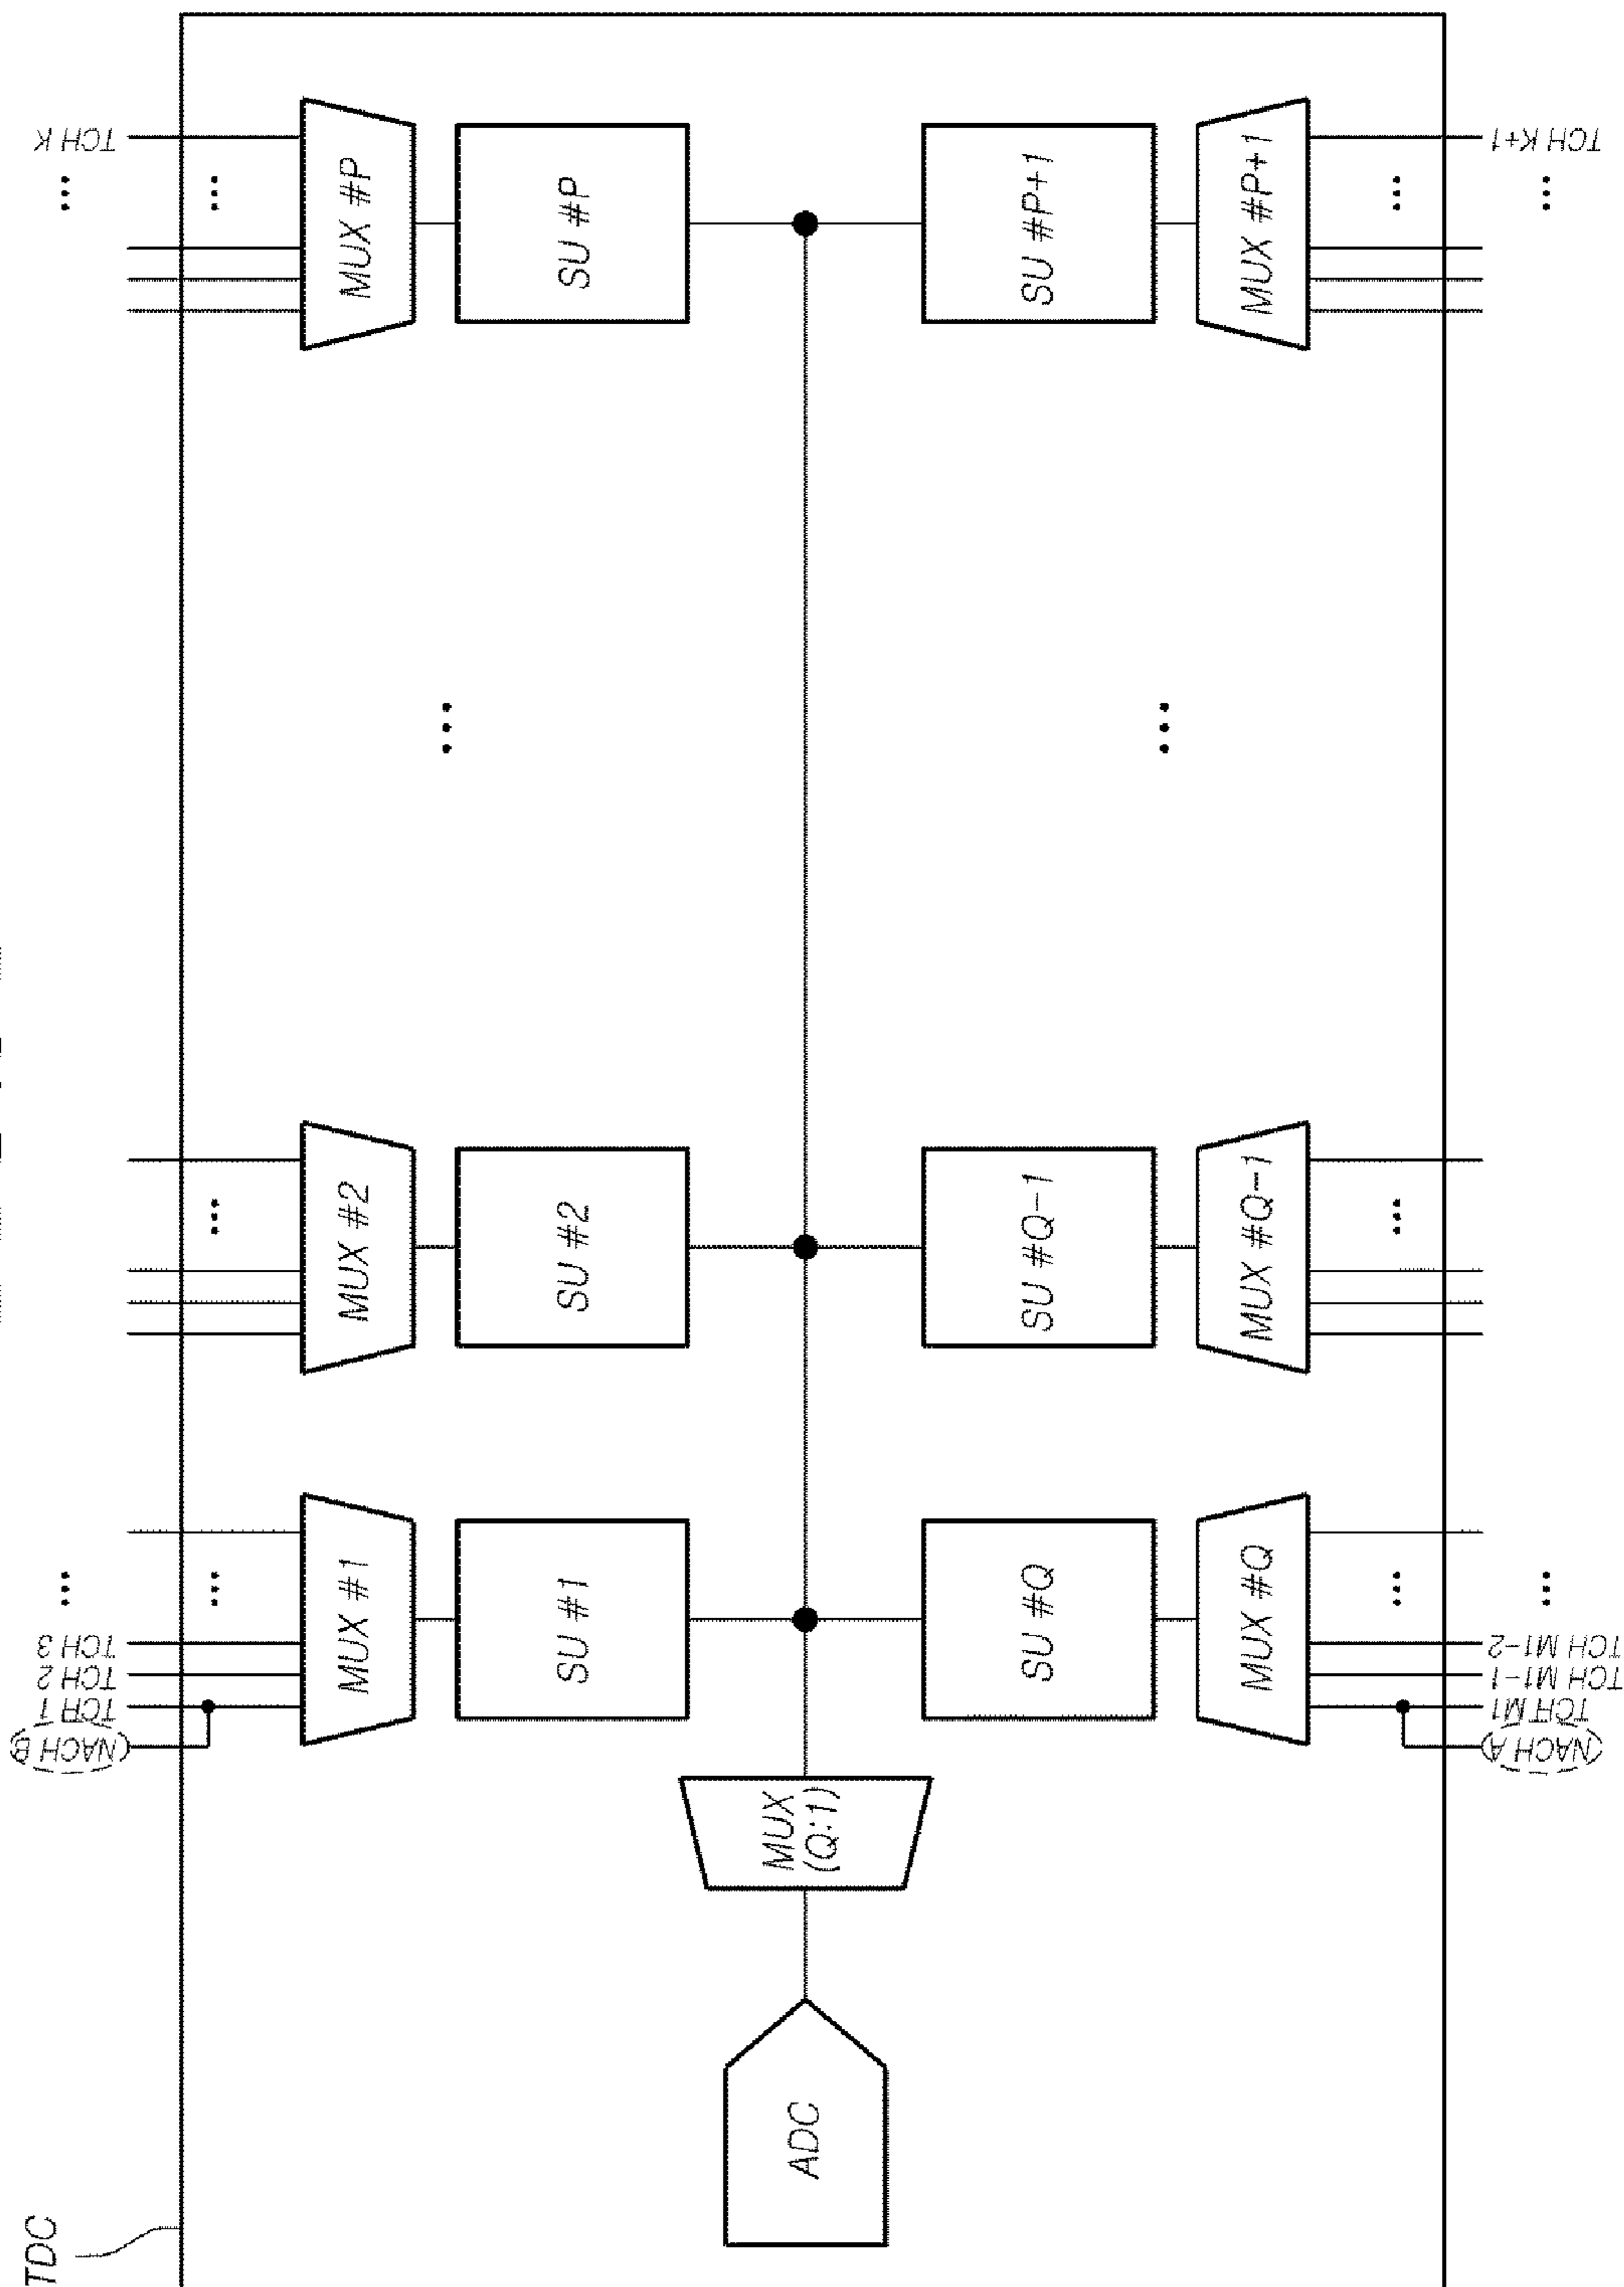 TDC
NACH B
TCH 1
TCH 2
TCH 3
...
TCH K
...
...
...
...
MUX #1
MUX #2
MUX #P
SU #1
SU #2
...
SU #P
ADC
MUX
(Q:1)
SU #Q
SU #Q-1
...
SU #P+1
MUX #Q
MUX #Q-1
MUX #P+1
...
...
...
NACH A
TCH M1
TCH M1-1
TCH M1-2
...
...
TCH K+1